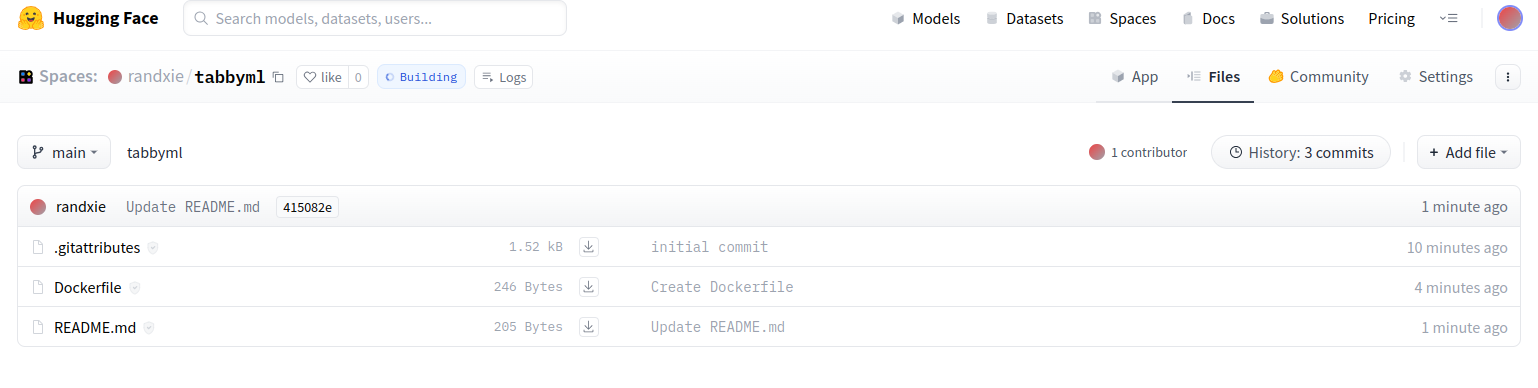 Hugging Face Search models, datasets, users... Models Datasets Spaces Docs Solutions Pricing
Spaces: randxie/tabbyml like 0 Building Logs App Files Community Settings
main tabbyml 1 contributor History: 3 commits + Add file
randxie Update README.md 415082e 1 minute ago
.gitattributes 1.52 kB initial commit 10 minutes ago
Dockerfile 246 Bytes Create Dockerfile 4 minutes ago
README.md 205 Bytes Update README.md 1 minute ago